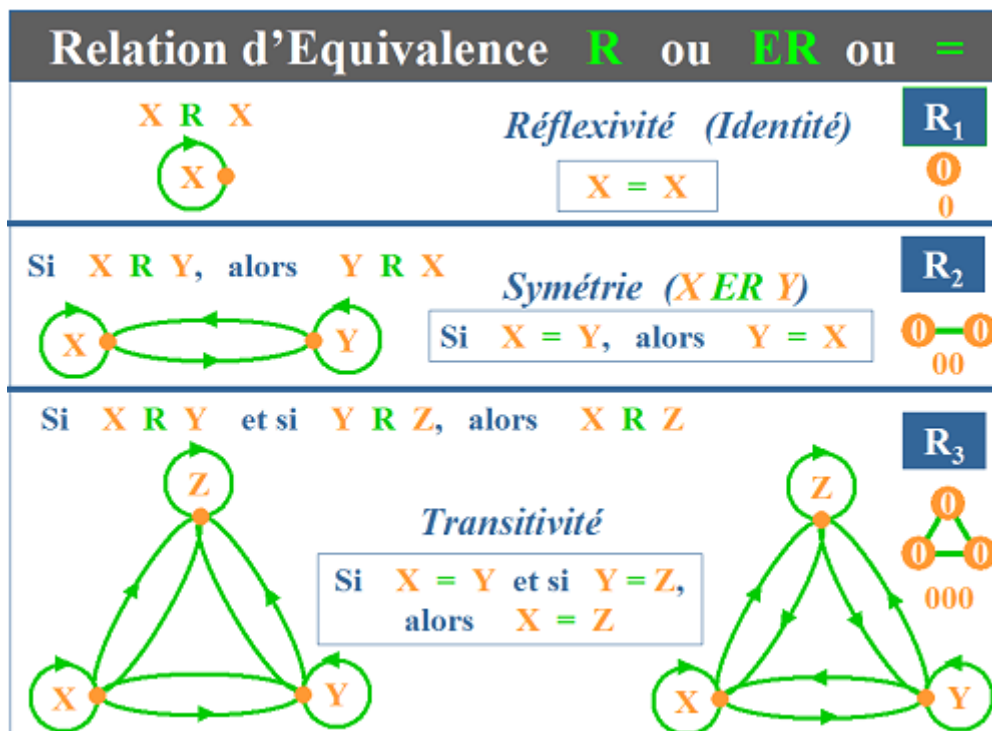 Relation d'Equivalence R ou ER ou =
X R X
X
Réflexivité (Identité)
X = X
R1
0
0
Si X R Y, alors Y R X
X
Y
Symétrie (X ER Y)
Si X = Y, alors Y = X
R2
0 0
00
Si X R Y et si Y R Z, alors X R Z
Z
X
Y
Transitivité
Si X = Y et si Y = Z,
alors X = Z
Z
X
Y
R3
0
0 0
000